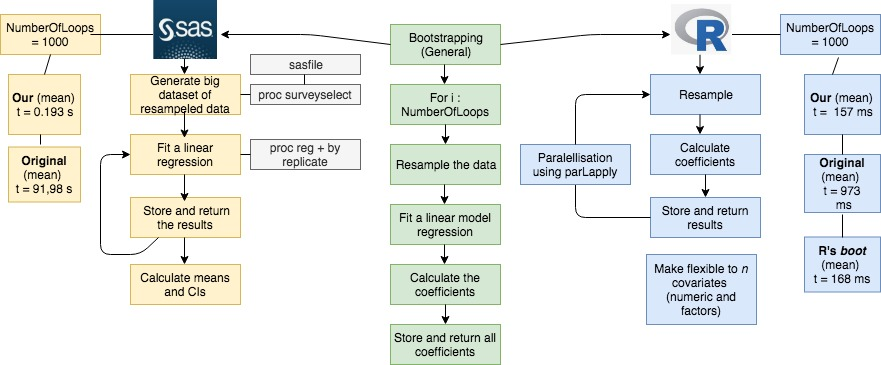 NumberOfLoops
= 1000
Our (mean)
t = 0.193 s
Original
(mean)
t = 91,98 s
sas
Generate big
dataset of
resampeled data
sasfile
proc surveyselect
Fit a linear
regression
proc reg + by
replicate
Store and return
the results
Calculate means
and CIs
Bootstrapping
(General)
For i :
NumberOfLoops
Resample the data
Fit a linear model
regression
Calculate the
coefficients
Store and return all
coefficients
R
Resample
Calculate
coefficients
Paralellisation
using parLapply
Store and return
results
Make flexible to n
covariates
(numeric and
factors)
NumberOfLoops
= 1000
Our (mean)
t = 157 ms
Original
(mean)
t = 973
ms
R's boot
(mean)
t = 168 ms